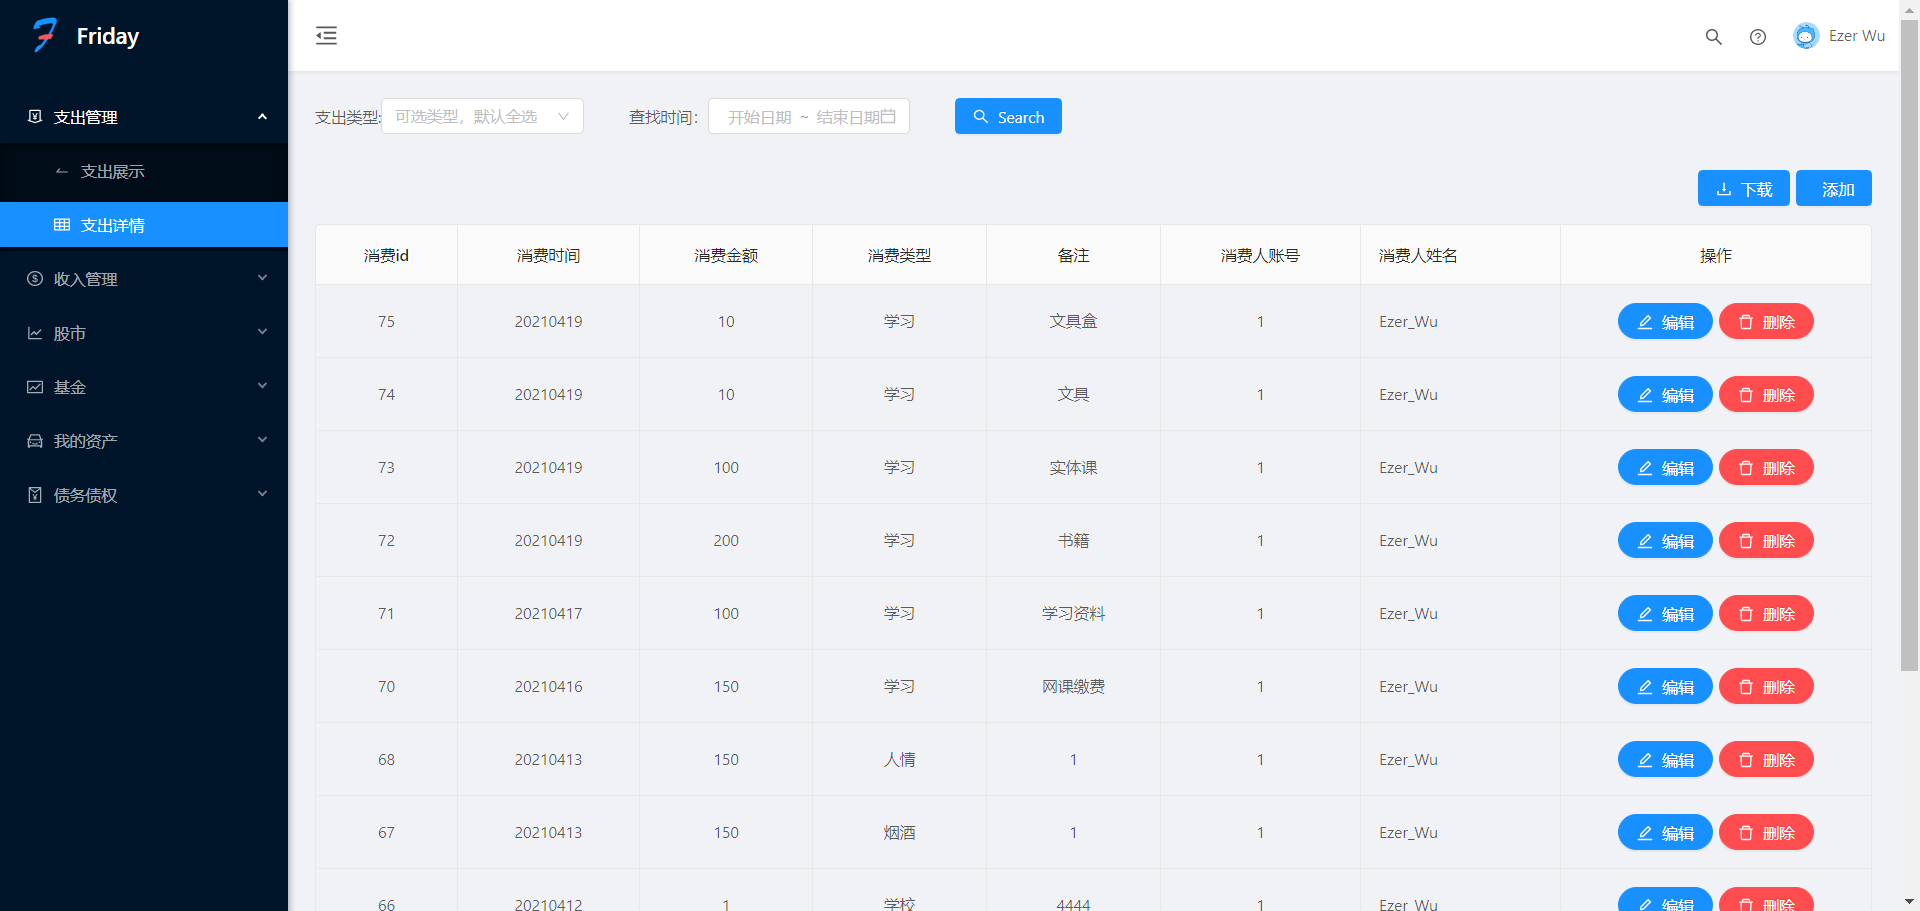 Friday
Ezer Wu
支出管理
支出展示
支出详情
收入管理
股市
基金
我的资产
债务债权
支出类型: 可选类型，默认全选 查找时间： 开始日期 ~ 结束日期 Search
下载 添加
消费id 消费时间 消费金额 消费类型 备注 消费人账号 消费人姓名 操作
75 20210419 10 学习 文具盒 1 Ezer_Wu 编辑 删除
74 20210419 10 学习 文具 1 Ezer_Wu 编辑 删除
73 20210419 100 学习 实体课 1 Ezer_Wu 编辑 删除
72 20210419 200 学习 书籍 1 Ezer_Wu 编辑 删除
71 20210417 100 学习 学习资料 1 Ezer_Wu 编辑 删除
70 20210416 150 学习 网课缴费 1 Ezer_Wu 编辑 删除
68 20210413 150 人情 1 1 Ezer_Wu 编辑 删除
67 20210413 150 烟酒 1 1 Ezer_Wu 编辑 删除
66 20210412 1 学校 4444 1 Ezer_Wu 编辑 删除